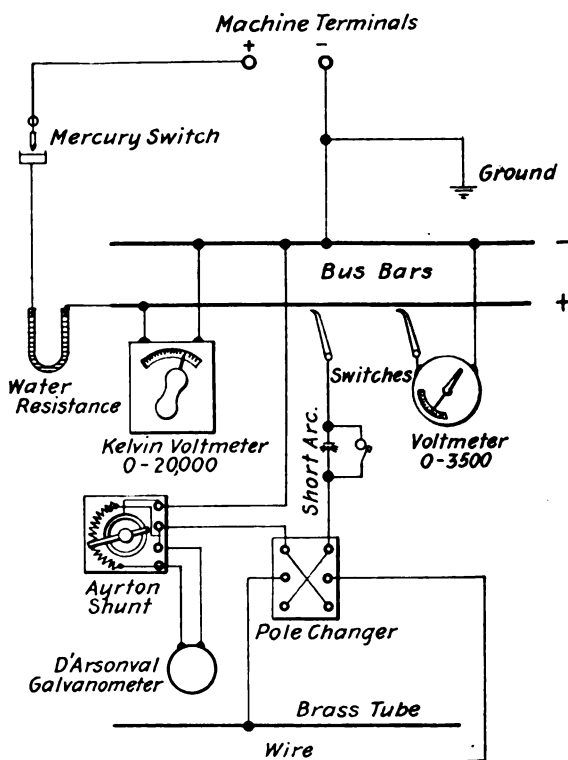 Machine Terminals
+ -
Mercury Switch
Ground
-
Bus Bars
+
Water
Resistance
Switches
Kelvin Voltmeter
0-20,000
Short Arc.
Voltmeter
0-3500
Ayrton
Shunt
Pole Changer
D'Arsonval
Galvanometer
Brass Tube
Wire